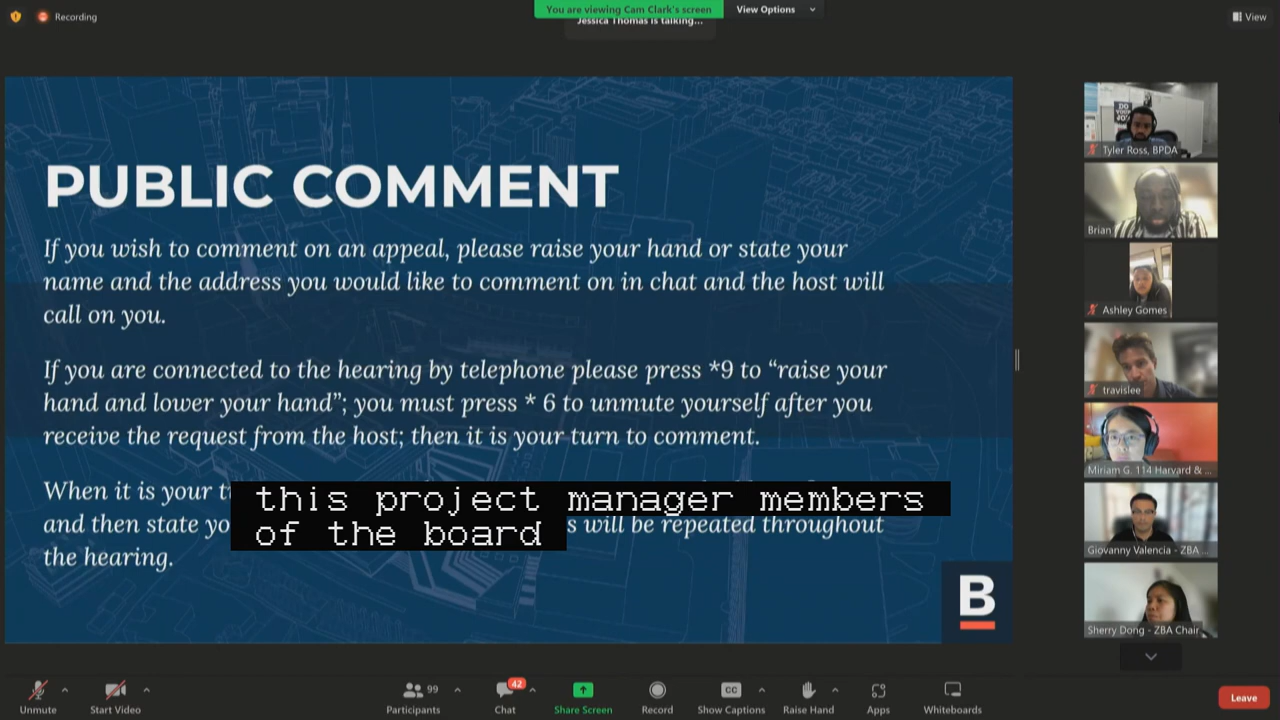 You are viewing Cam Clark's screen
View Options
Recording
Jessica Thomas is talking...
View
PUBLIC COMMENT
If you wish to comment on an appeal, please raise your hand or state your
name and the address you would like to comment on in chat and the host will
call on you.
If you are connected to the hearing by telephone please press *9 to “raise your
hand and lower your hand”; you must press * 6 to unmute yourself after you
receive the request from the host; then it is your turn to comment.
When it is your
and then state
s will be repeated throughout
the hearing.
this project manager members
of the board
B
DO
Tyler Ross, BPDA
Brian
Ashley Gomes
travislee
Miriam G. 114 Harvard & ...
Giovanny Valencia - ZBA ...
Sherry Dong - ZBA Chair
Unmute
Start Video
99
Participants
42
Chat
Share Screen
Record
CC
Show Captions
Raise Hand
Apps
Whiteboards
Leave